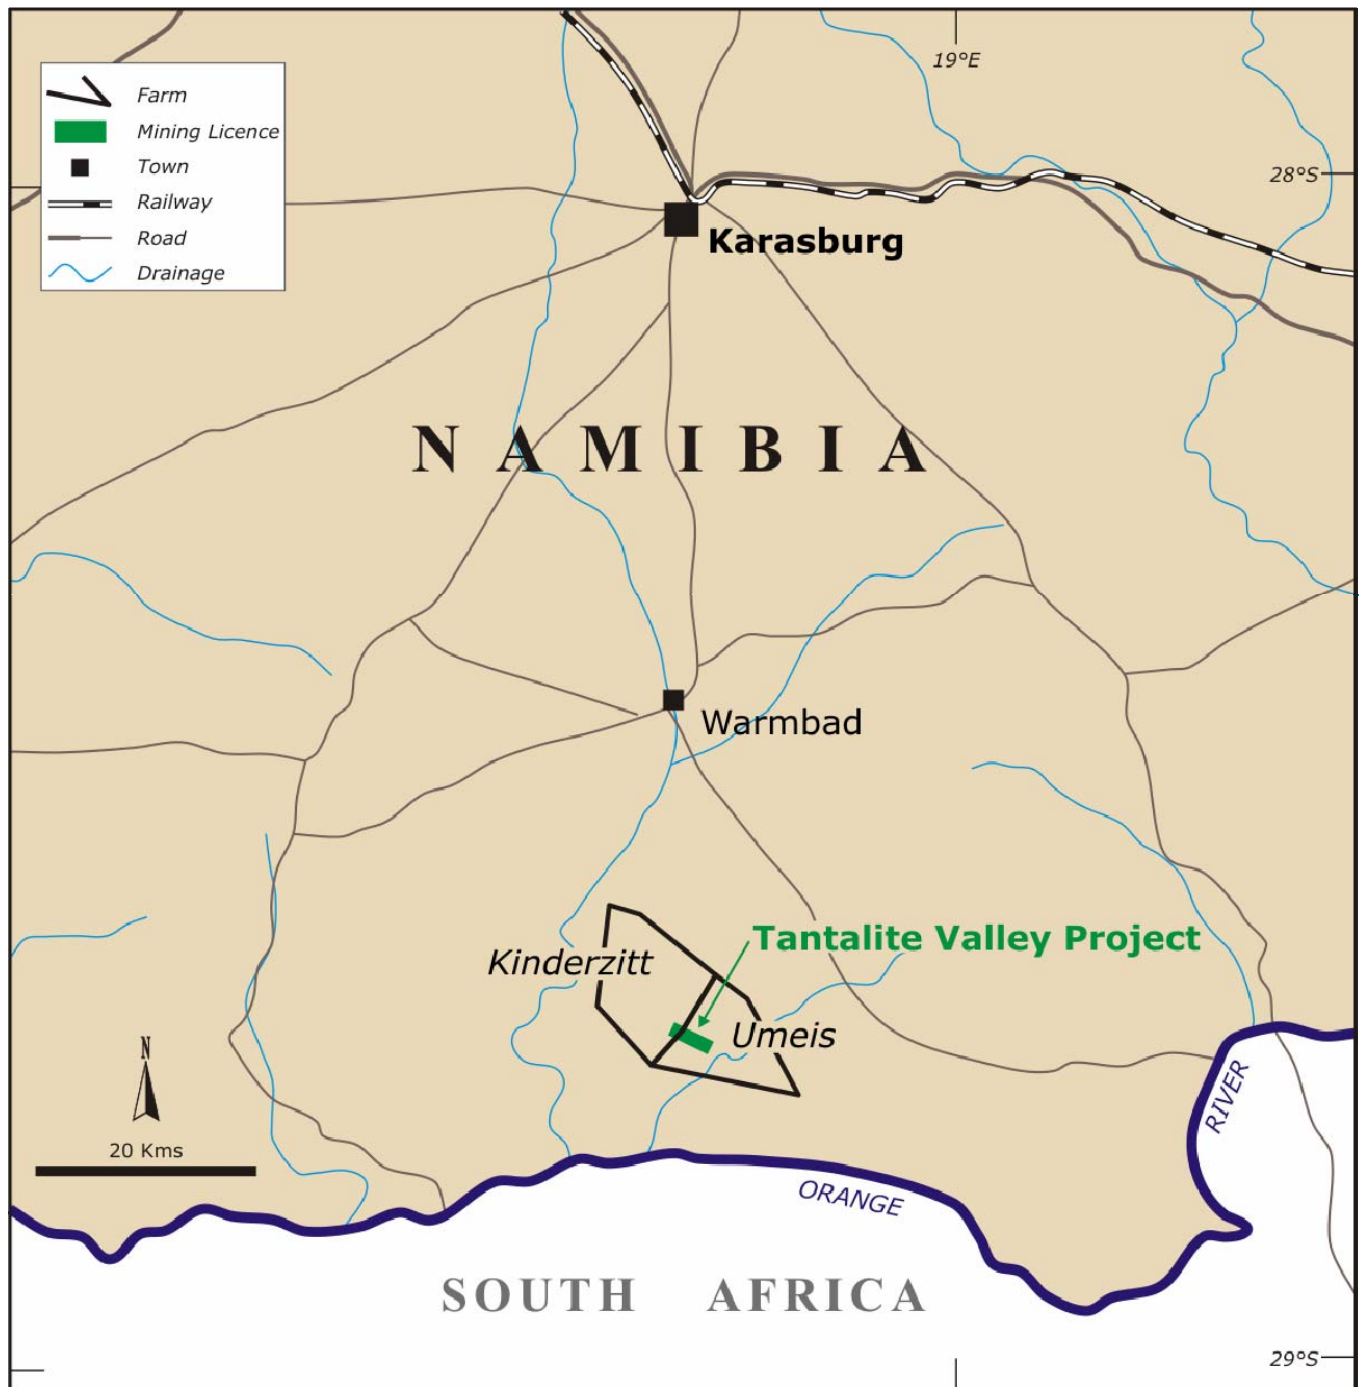 19°E
Farm
Mining Licence
Town
Railway
Road
Drainage
28°S
Karasburg
NAMIBIA
Warmbad
Tantalite Valley Project
Kinderzitt
Umeis
N
20 Kms
RIVER
ORANGE
SOUTH AFRICA
29°S